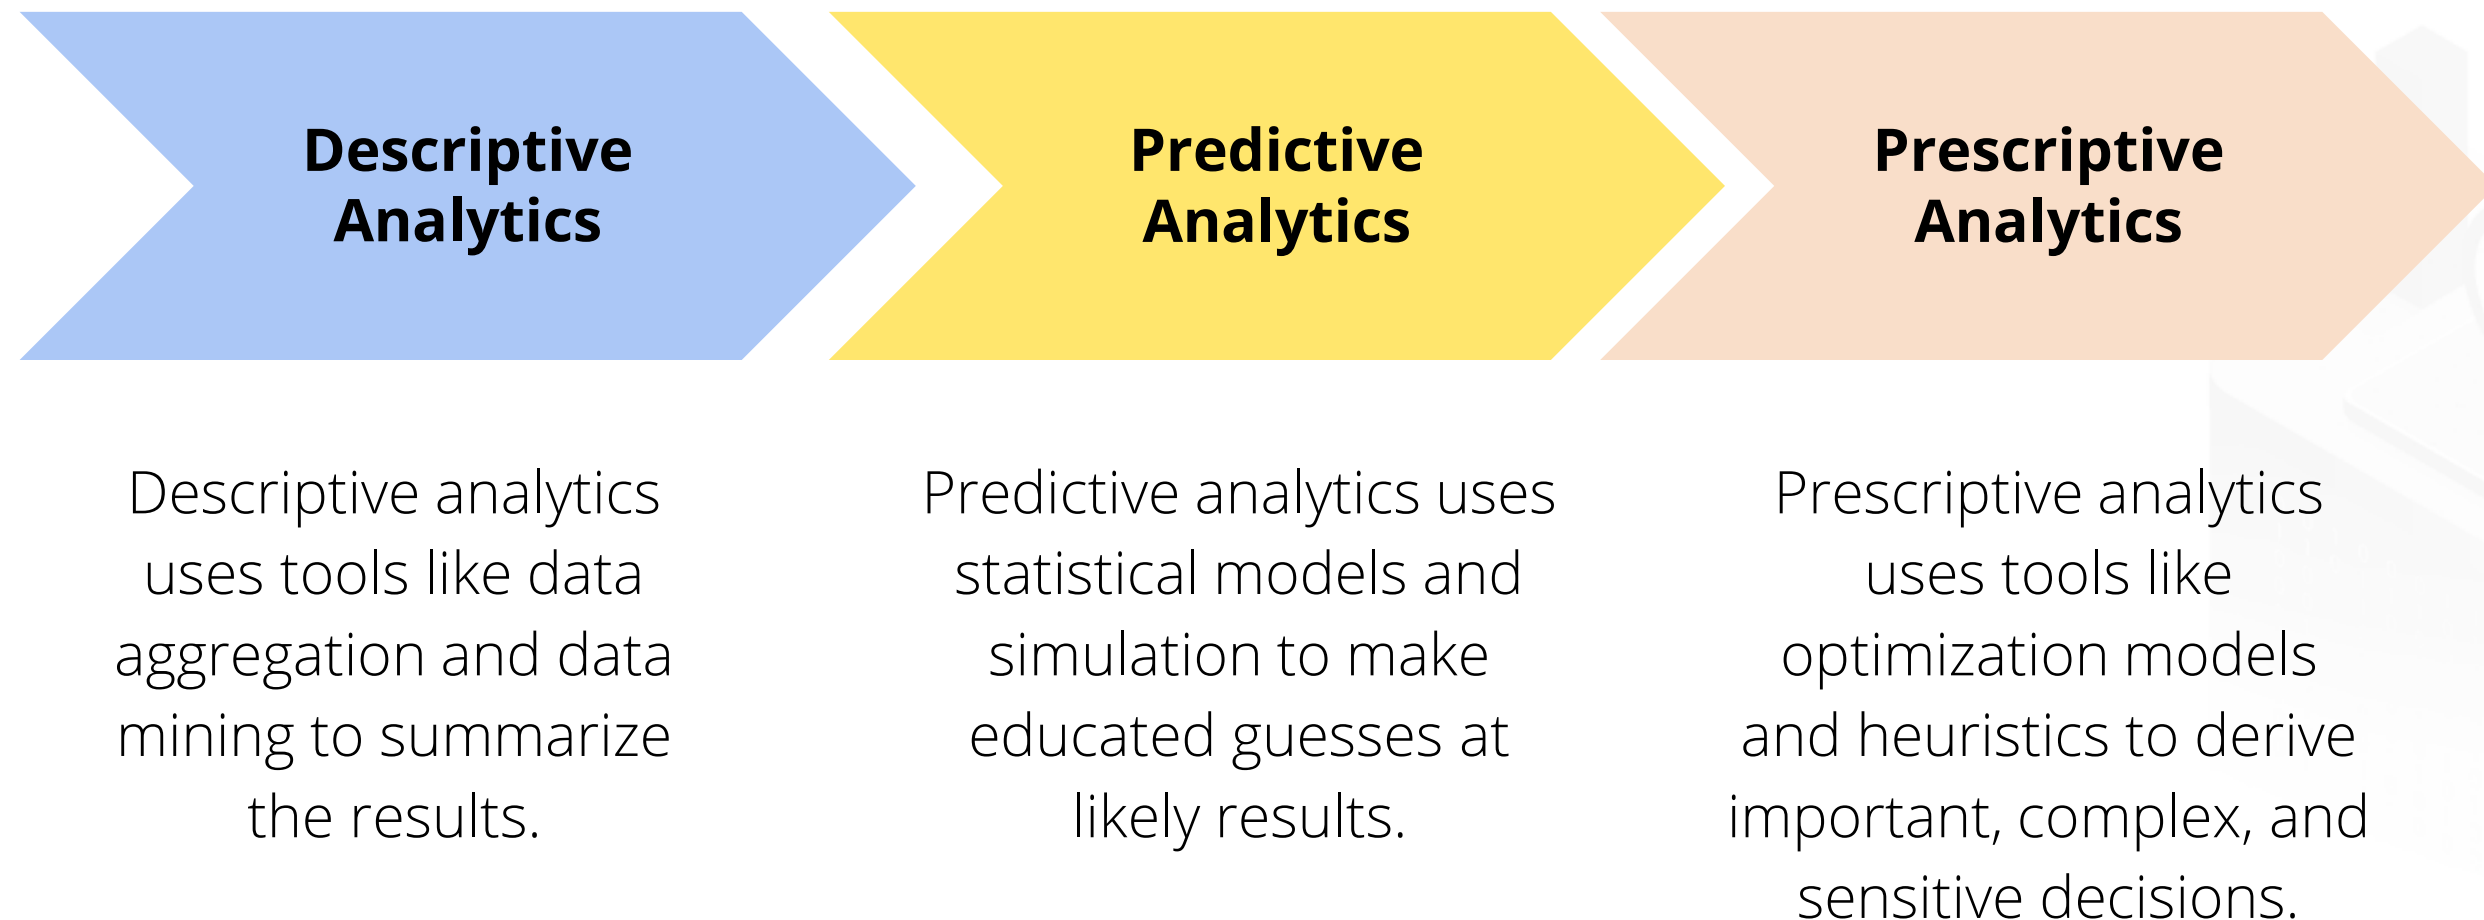 Descriptive
Analytics
Predictive
Analytics
Prescriptive
Analytics
Descriptive analytics
uses tools like data
aggregation and data
mining to summarize
the results.
Predictive analytics uses
statistical models and
simulation to make
educated guesses at
likely results.
Prescriptive analytics
uses tools like
optimization models
and heuristics to derive
important, complex, and
sensitive decisions.